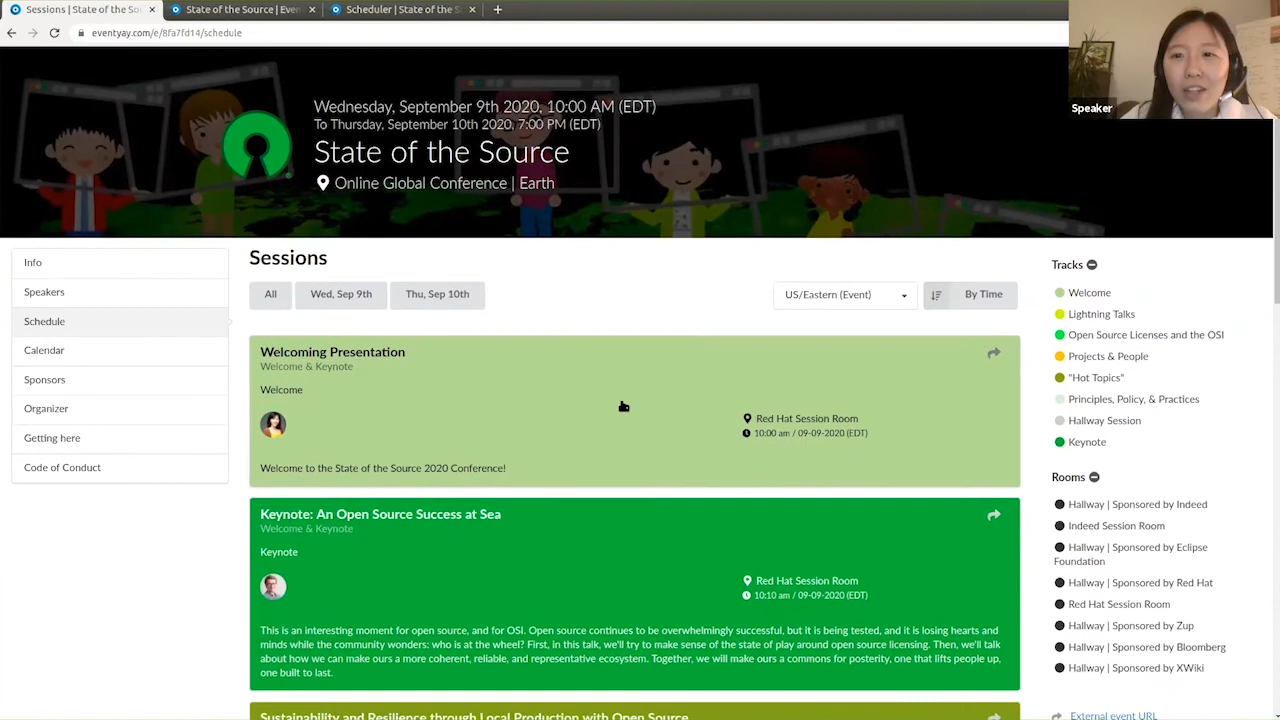 Sessions | State of the So
State of the Source | Even
Scheduler | State of the S
eventyay.com/e/8fa7fd14/schedule
Speaker
Wednesday, September 9th 2020, 10:00 AM (EDT)
To Thursday, September 10th 2020, 7:00 PM (EDT)
State of the Source
Online Global Conference | Earth
Info
Speakers
Schedule
Calendar
Sponsors
Organizer
Getting here
Code of Conduct
Sessions
All
Wed, Sep 9th
Thu, Sep 10th
US/Eastern (Event)
By Time
Welcoming Presentation
Welcome & Keynote
Welcome
Red Hat Session Room
10:00 am / 09-09-2020 (EDT)
Welcome to the State of the Source 2020 Conference!
Keynote: An Open Source Success at Sea
Welcome & Keynote
Keynote
Red Hat Session Room
10:10 am / 09-09-2020 (EDT)
This is an interesting moment for open source, and for OSI. Open source continues to be overwhelmingly successful, but it is being tested, and it is losing hearts and
minds while the community wonders: who is at the wheel? First, in this talk, we'll try to make sense of the state of play around open source licensing. Then, we'll talk
about how we can make ours a more coherent, reliable, and representative ecosystem. Together, we will make ours a commons for posterity, one that lifts people up,
one built to last.
Sustainability and Resilience through Local Production with Open Source
Tracks
Welcome
Lightning Talks
Open Source Licenses and the OSI
Projects & People
"Hot Topics"
Principles, Policy, & Practices
Hallway Session
Keynote
Rooms
Hallway | Sponsored by Indeed
Indeed Session Room
Hallway | Sponsored by Eclipse
Foundation
Hallway | Sponsored by Red Hat
Red Hat Session Room
Hallway | Sponsored by Zup
Hallway | Sponsored by Bloomberg
Hallway | Sponsored by XWiki
External event URL